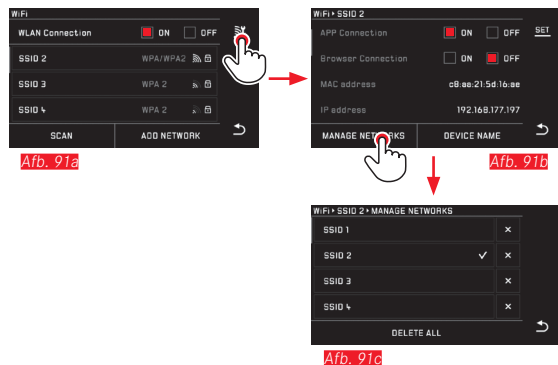 WiFi
WLAN Connection ON OFF
SSID 2 WPA/WPA2
SSID 3 WPA 2
SSID 4 WPA 2
SCAN ADD NETWORK
Afb. 91a
WiFi▸SSID 2
APP Connection ON OFF SET
Browser Connection ON OFF
MAC address c8:aa:21:5d:16:ae
IP address 192.168.177.197
MANAGE NETWORKS DEVICE NAME
Afb. 91b
WiFi▸SSID 2▸MANAGE NETWORKS
SSID 1 ×
SSID 2 ✓ ×
SSID 3 ×
SSID 4 ×
DELETE ALL
Afb. 91c